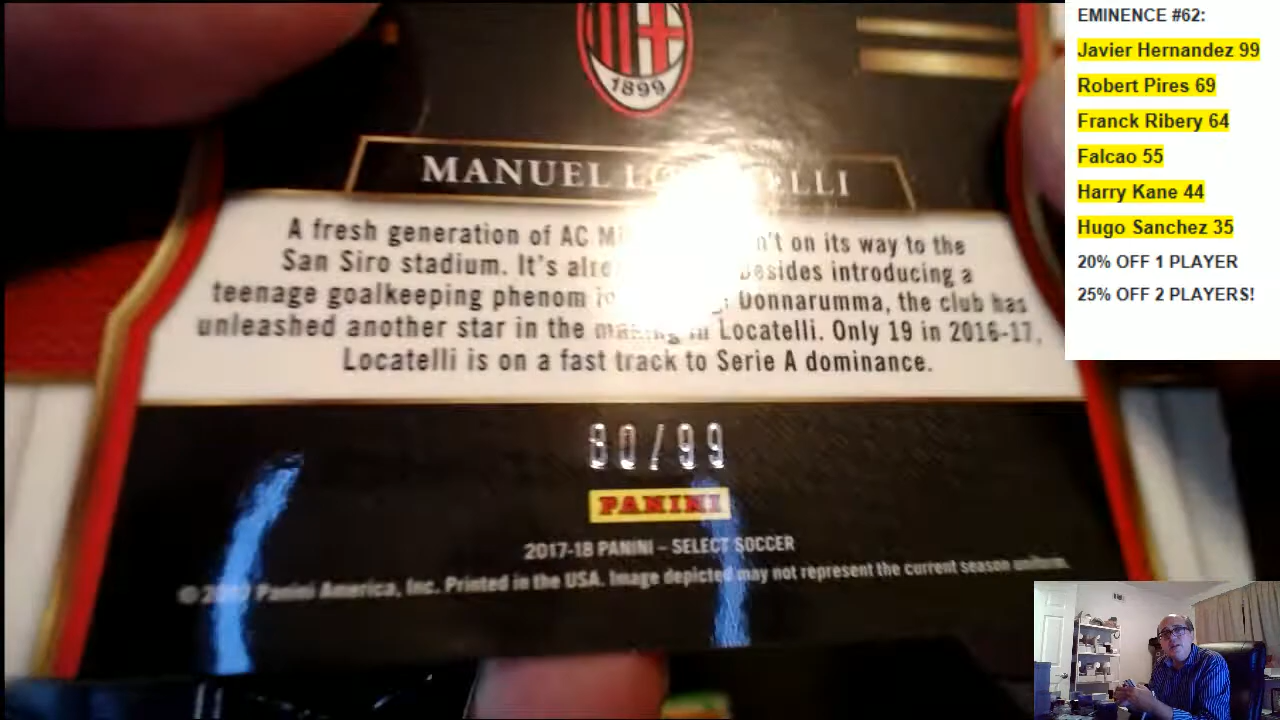 1899
MANUEL L LLI
A fresh generation of AC on its way to the
San Siro stadium. It's introducing a
teenage goalkeeping phenom Donnarumma, the club has
unleashed another star in the in Locatelli. Only 19 in 2016-17,
Locatelli is on a fast track to Serie A dominance.
80/99
PANINI
2017-18 PANINI – SELECT SOCCER
© Panini America, Inc. Printed in the USA. Image depicted may not represent the current season uniform.
EMINENCE #62:
Javier Hernandez 99
Robert Pires 69
Franck Ribery 64
Falcao 55
Harry Kane 44
Hugo Sanchez 35
20% OFF 1 PLAYER
25% OFF 2 PLAYERS!